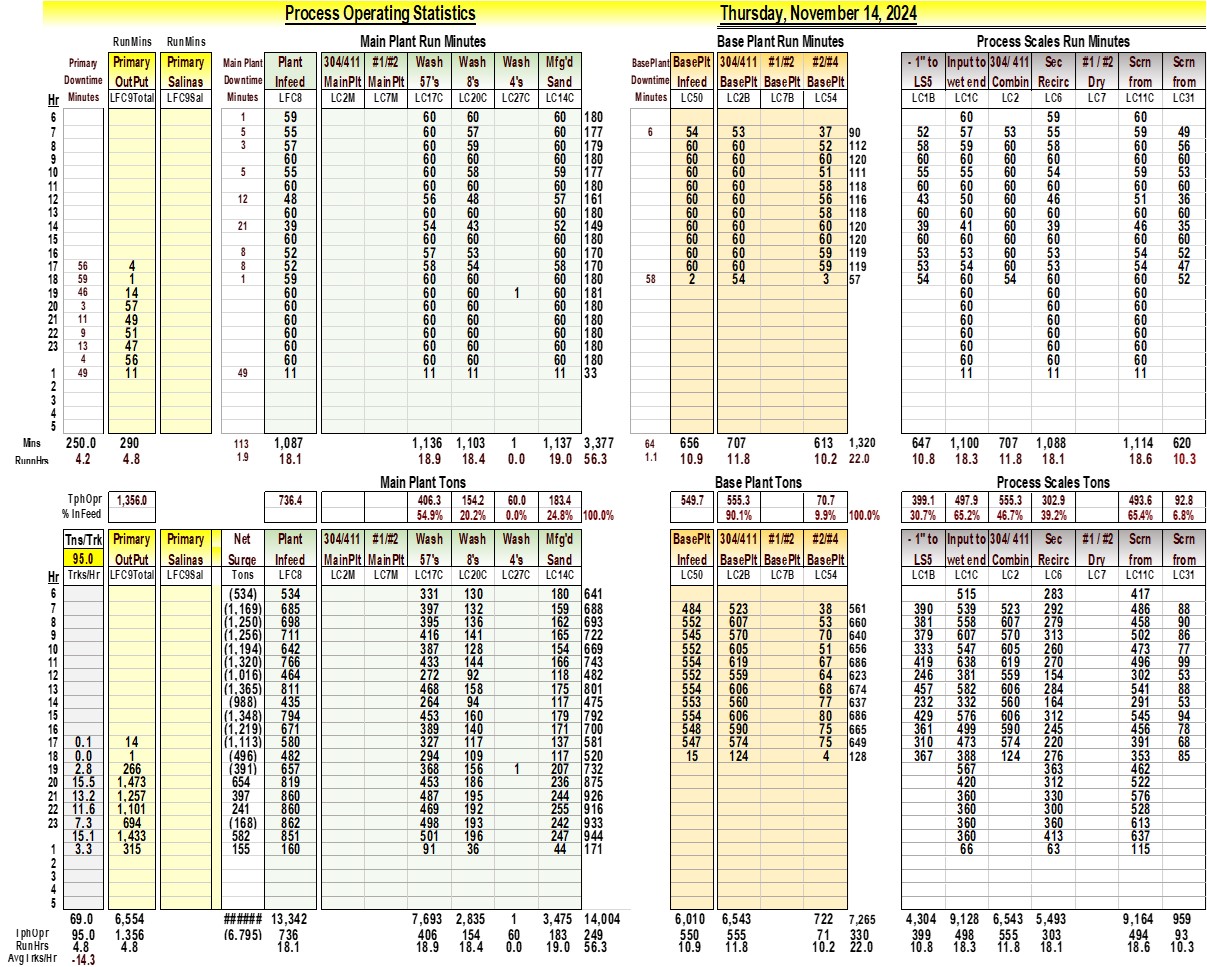 Process Operating Statistics Thursday, November 14, 2024
RunMins RunMins Main Plant Run Minutes Base Plant Run Minutes Process Scales Run Minutes
Primary Primary Primary Main Plant Plant 304/411 #1/#2 Wash Wash Wash Mfg'd BasePlant BasePlt 304/411 #1/#2 #2/#4 - 1" to Input to 304/ 411 Sec #1 / #2 Scrn Scrn
Downtime OutPut Salinas Downtime Infeed MainPlt MainPlt 57's 8's 4's Sand Downtime Infeed BasePlt BasePlt BasePlt LS5 wet end Combin Recirc Dry from from
Hr Minutes LFC9Total LFC9Sal Minutes LFC8 LC2M LC7M LC17C LC20C LC27C LC14C Minutes LC50 LC2B LC7B LC54 LC1B LC1C LC2 LC6 LC7 LC11C LC31
6 1 59 60 60 60 180 60 59 60
7 5 55 60 57 60 177 6 54 53 37 90 52 57 53 55 59 49
8 3 57 60 59 60 179 60 60 52 112 58 59 60 58 60 56
9 60 60 60 60 180 60 60 60 120 60 60 60 60 60 60
10 5 55 60 58 59 177 60 60 51 111 55 55 60 54 59 53
11 60 60 60 60 180 60 60 58 118 60 60 60 60 60 60
12 12 48 56 48 57 161 60 60 56 116 43 50 60 46 51 36
13 60 60 60 60 180 60 60 58 118 60 60 60 60 60 60
14 21 39 54 43 52 149 60 60 60 120 39 41 60 39 46 35
15 60 60 60 60 180 60 60 60 120 60 60 60 60 60 60
16 8 52 57 53 60 170 60 60 59 119 53 53 60 53 54 52
17 56 4 8 52 58 54 58 170 60 60 59 119 53 54 60 53 54 47
18 59 1 1 59 60 60 60 180 58 2 54 3 57 54 60 54 60 60 52
19 46 14 60 60 60 1 60 181 60 60 60
20 3 57 60 60 60 60 180 60 60 60
21 11 49 60 60 60 60 180 60 60 60
22 9 51 60 60 60 60 180 60 60 60
23 13 47 60 60 60 60 180 60 60 60
4 56 60 60 60 60 180 60 60 60
1 49 11 49 11 11 11 11 33 11 11 11
2
3
4
5
Mins 250.0 290 113 1,087 1,136 1,103 1 1,137 3,377 64 656 707 613 1,320 647 1,100 707 1,088 1,114 620
RunnHrs 4.2 4.8 1.9 18.1 18.9 18.4 0.0 19.0 56.3 1.1 10.9 11.8 10.2 22.0 10.8 18.3 11.8 18.1 18.6 10.3
Main Plant Tons Base Plant Tons Process Scales Tons
TphOpr 1,356.0 736.4 406.3 154.2 60.0 183.4 549.7 555.3 70.7 399.1 497.9 555.3 302.9 493.6 92.8
% InFeed 54.9% 20.2% 0.0% 24.8% 100.0% 90.1% 9.9% 100.0% 30.7% 65.2% 46.7% 39.2% 65.4% 6.8%
Tns/Trk Primary Primary Net Plant 304/411 #1/#2 Wash Wash Wash Mfg'd BasePlt 304/411 #1/#2 #2/#4 - 1" to Input to 304/ 411 Sec #1 / #2 Scrn Scrn
95.0 OutPut Salinas Surge Infeed MainPlt MainPlt 57's 8's 4's Sand Infeed BasePlt BasePlt BasePlt LS5 wet end Combin Recirc Dry from from
Hr Trks/Hr LFC9Total LFC9Sal Tons LFC8 LC2M LC7M LC17C LC20C LC27C LC14C LC50 LC2B LC7B LC54 LC1B LC1C LC2 LC6 LC7 LC11C LC31
6 (534) 534 331 130 180 641 515 283 417
7 (1,169) 685 397 132 159 688 484 523 38 561 390 539 523 292 486 88
8 (1,250) 698 395 136 162 693 552 607 53 660 381 558 607 279 458 90
9 (1,256) 711 416 141 165 722 545 570 70 640 379 607 570 313 502 86
10 (1,194) 642 387 128 154 669 552 605 51 656 333 547 605 260 473 77
11 (1,320) 766 433 144 166 743 554 619 67 686 419 638 619 270 496 99
12 (1,016) 464 272 92 118 482 552 559 64 623 246 381 559 154 302 53
13 (1,365) 811 468 158 175 801 554 606 68 674 457 582 606 284 541 88
14 (988) 435 264 94 117 475 553 560 77 637 232 332 560 164 291 53
15 (1,348) 794 453 160 179 792 554 606 80 686 429 576 606 312 545 94
16 (1,219) 671 389 140 171 700 548 590 75 665 361 499 590 245 456 78
17 0.1 14 (1,113) 580 327 117 137 581 547 574 75 649 310 473 574 220 391 68
18 0.0 1 (496) 482 294 109 117 520 15 124 4 128 367 388 124 276 353 85
19 2.8 266 (391) 657 368 156 1 207 732 567 363 462
20 15.5 1,473 654 819 453 186 236 875 420 312 522
21 13.2 1,257 397 860 487 195 244 926 360 330 576
22 11.6 1,101 241 860 469 192 255 916 360 300 528
23 7.3 694 (168) 862 498 193 242 933 360 360 613
15.1 1,433 582 851 501 196 247 944 360 413 637
1 3.3 315 155 160 91 36 44 171 66 63 115
2
3
4
5
69.0 6,554 ###### 13,342 7,693 2,835 1 3,475 14,004 6,010 6,543 722 7,265 4,304 9,128 6,543 5,493 9,164 959
TphOpr 95.0 1,356 (6,795) 736 406 154 60 183 249 550 555 71 330 399 498 555 303 494 93
RunHrs 4.8 4.8 18.1 18.9 18.4 0.0 19.0 56.3 10.9 11.8 10.2 22.0 10.8 18.3 11.8 18.1 18.6 10.3
AvgTrks/Hr -14.3